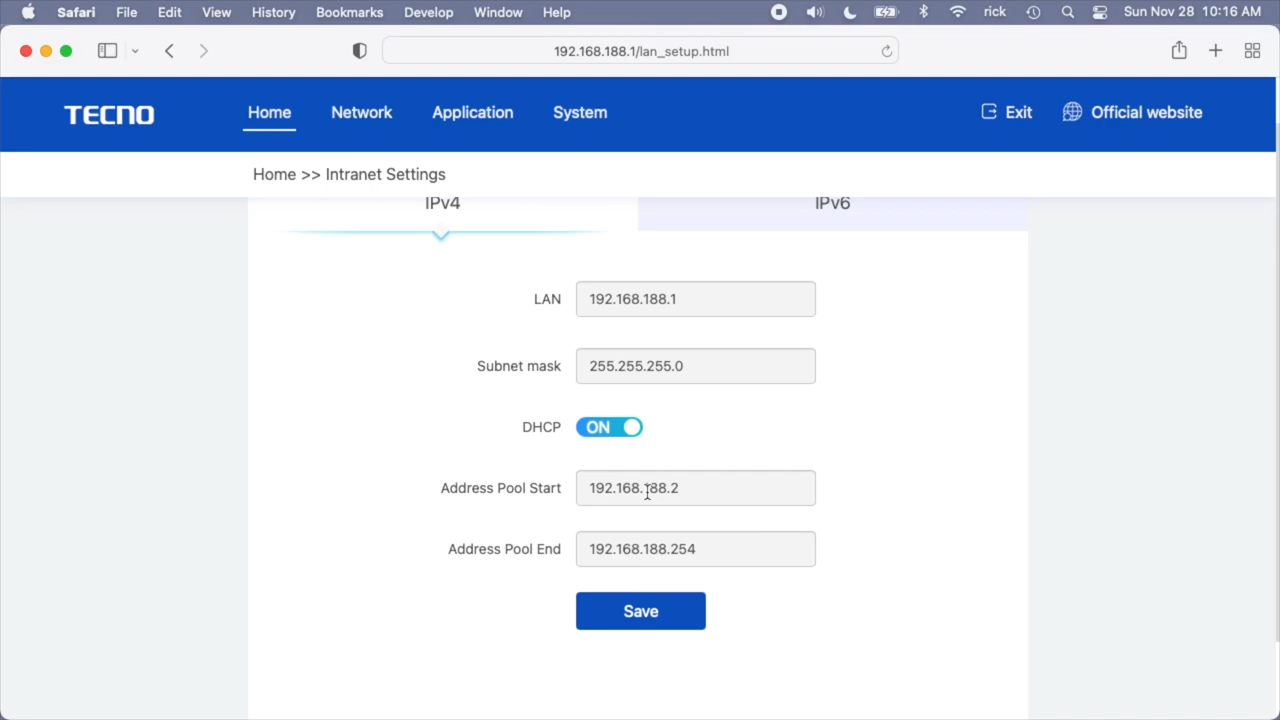 Safari File Edit View History Bookmarks Develop Window Help rick Sun Nov 28 10:16 AM
192.168.188.1/lan_setup.html
TECNO Home Network Application System Exit Official website
Home >> Intranet Settings
IPv4 IPv6
LAN 192.168.188.1
Subnet mask 255.255.255.0
DHCP ON
Address Pool Start 192.168.188.2
Address Pool End 192.168.188.254
Save